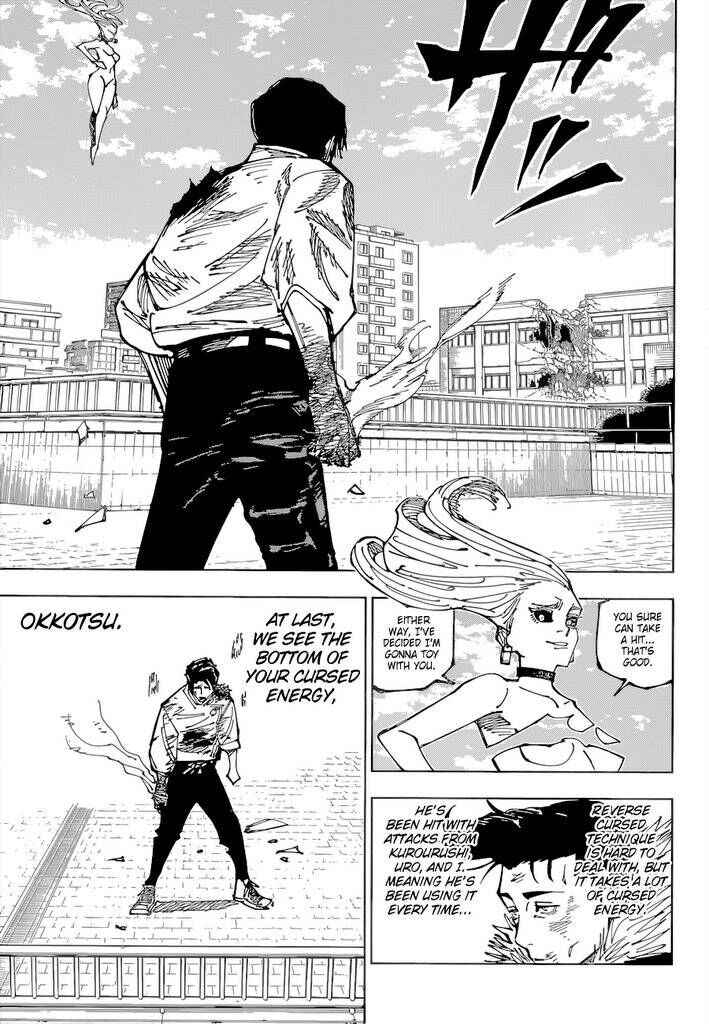 ザッ
YOU SURE
CAN TAKE
A HIT...
THAT'S
GOOD.
EITHER
WAY, I'VE
DECIDED I'M
GONNA TOY
WITH YOU.
REVERSE
CURSED
TECHNIQUE
IS HARD TO
DEAL WITH, BUT
IT TAKES A LOT
OF CURSED
ENERGY.
HE'S
BEEN HIT WITH
ATTACKS FROM
KUROURUSHI,
URO, AND I.
MEANING HE'S
BEEN USING IT
EVERY TIME...
AT LAST,
WE SEE THE
BOTTOM OF
YOUR CURSED
ENERGY,
OKKOTSU.